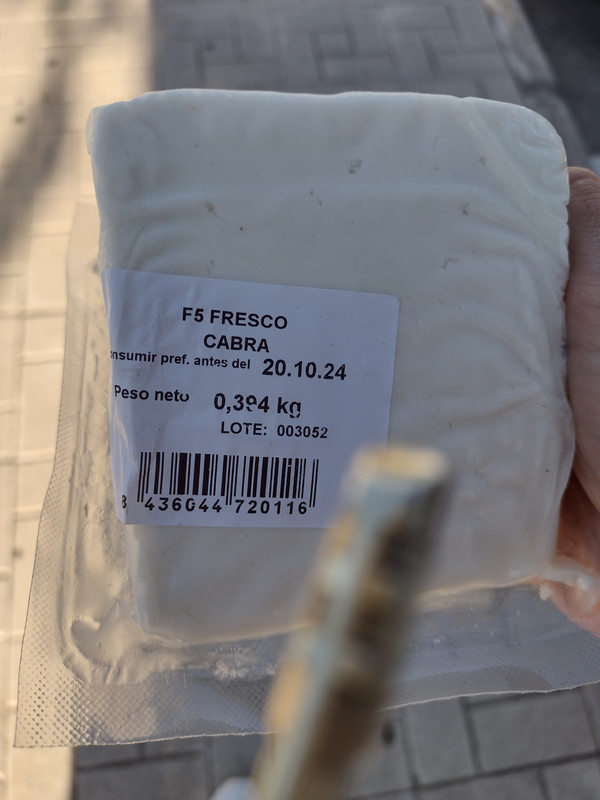 F5 FRESCO
CABRA
onsumir pref. antes del 20.10.24
Peso neto 0,394 kg
LOTE: 003052
8 436044 720116